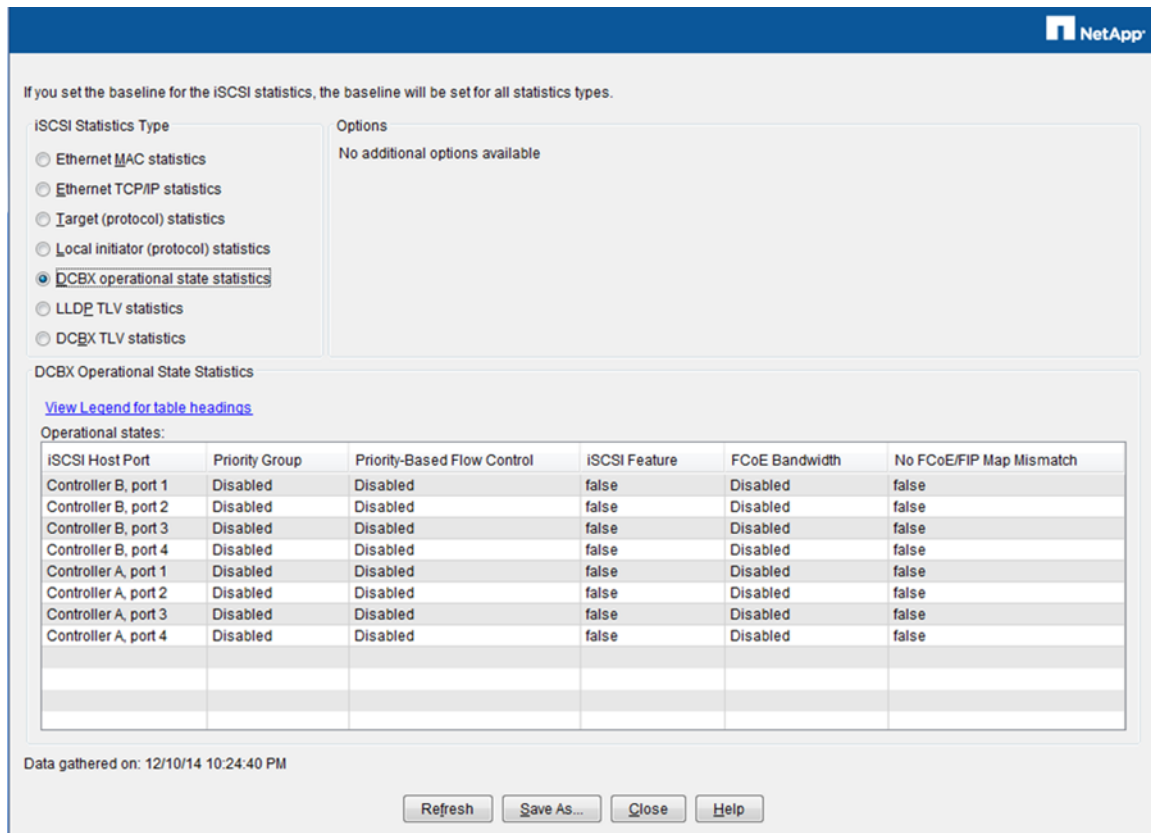 NetApp
If you set the baseline for the iSCSI statistics, the baseline will be set for all statistics types.
iSCSI Statistics Type
Options
Ethernet MAC statistics
No additional options available
Ethernet TCP/IP statistics
Target (protocol) statistics
Local initiator (protocol) statistics
DCBX operational state statistics
LLDP TLV statistics
DCBX TLV statistics
DCBX Operational State Statistics
View Legend for table headings
Operational states:
iSCSI Host Port Priority Group Priority-Based Flow Control iSCSI Feature FCoE Bandwidth No FCoE/FIP Map Mismatch
Controller B, port 1 Disabled Disabled false Disabled false
Controller B, port 2 Disabled Disabled false Disabled false
Controller B, port 3 Disabled Disabled false Disabled false
Controller B, port 4 Disabled Disabled false Disabled false
Controller A, port 1 Disabled Disabled false Disabled false
Controller A, port 2 Disabled Disabled false Disabled false
Controller A, port 3 Disabled Disabled false Disabled false
Controller A, port 4 Disabled Disabled false Disabled false
Data gathered on: 12/10/14 10:24:40 PM
Refresh Save As... Close Help